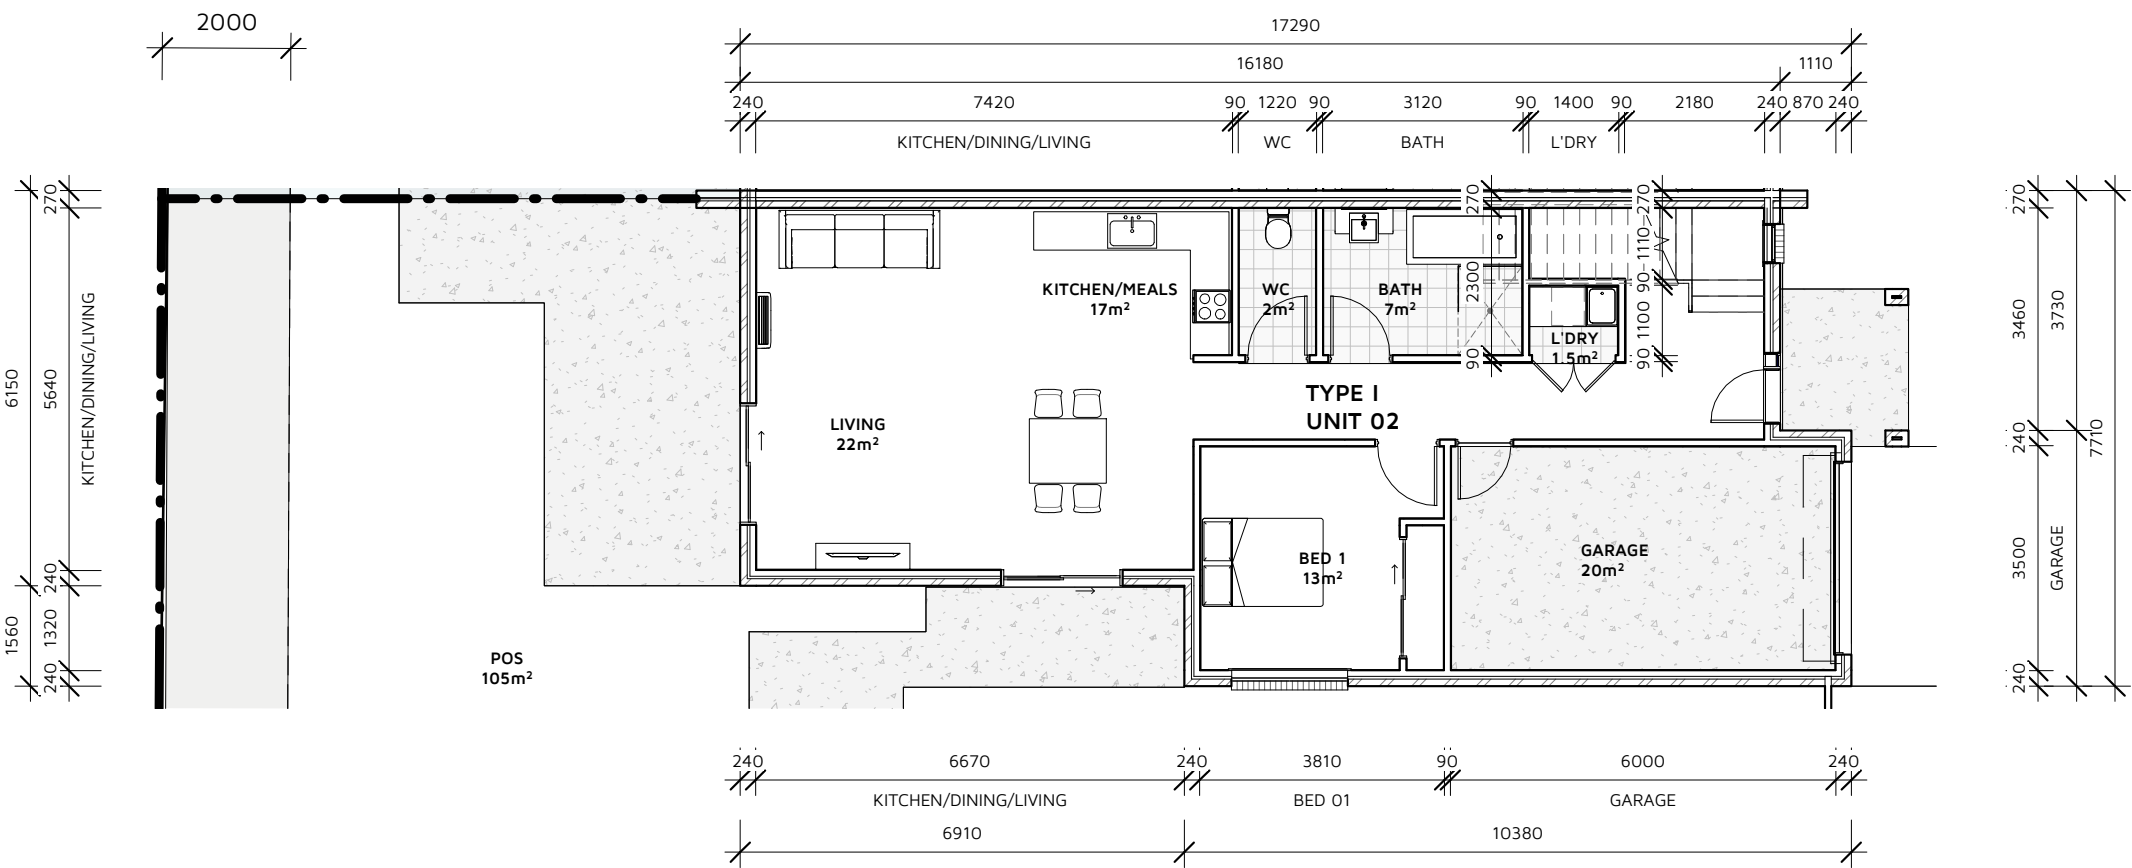 2000
17290
16180 1110
240 7420 90 1220 90 3120 90 1400 90 2180 240 870 240
KITCHEN/DINING/LIVING WC BATH L'DRY
270
6150
5640
KITCHEN/DINING/LIVING
240
1560
1320
240
KITCHEN/MEALS
17m²
WC
2m²
BATH
7m²
270
2300
90
L'DRY
1.5m²
270
1110
90
1100
90
TYPE I
UNIT 02
LIVING
22m²
BED 1
13m²
GARAGE
20m²
POS
105m²
270
3460
3730
240
7710
3500
GARAGE
240
240 6670 240 3810 90 6000 240
KITCHEN/DINING/LIVING BED 01 GARAGE
6910 10380